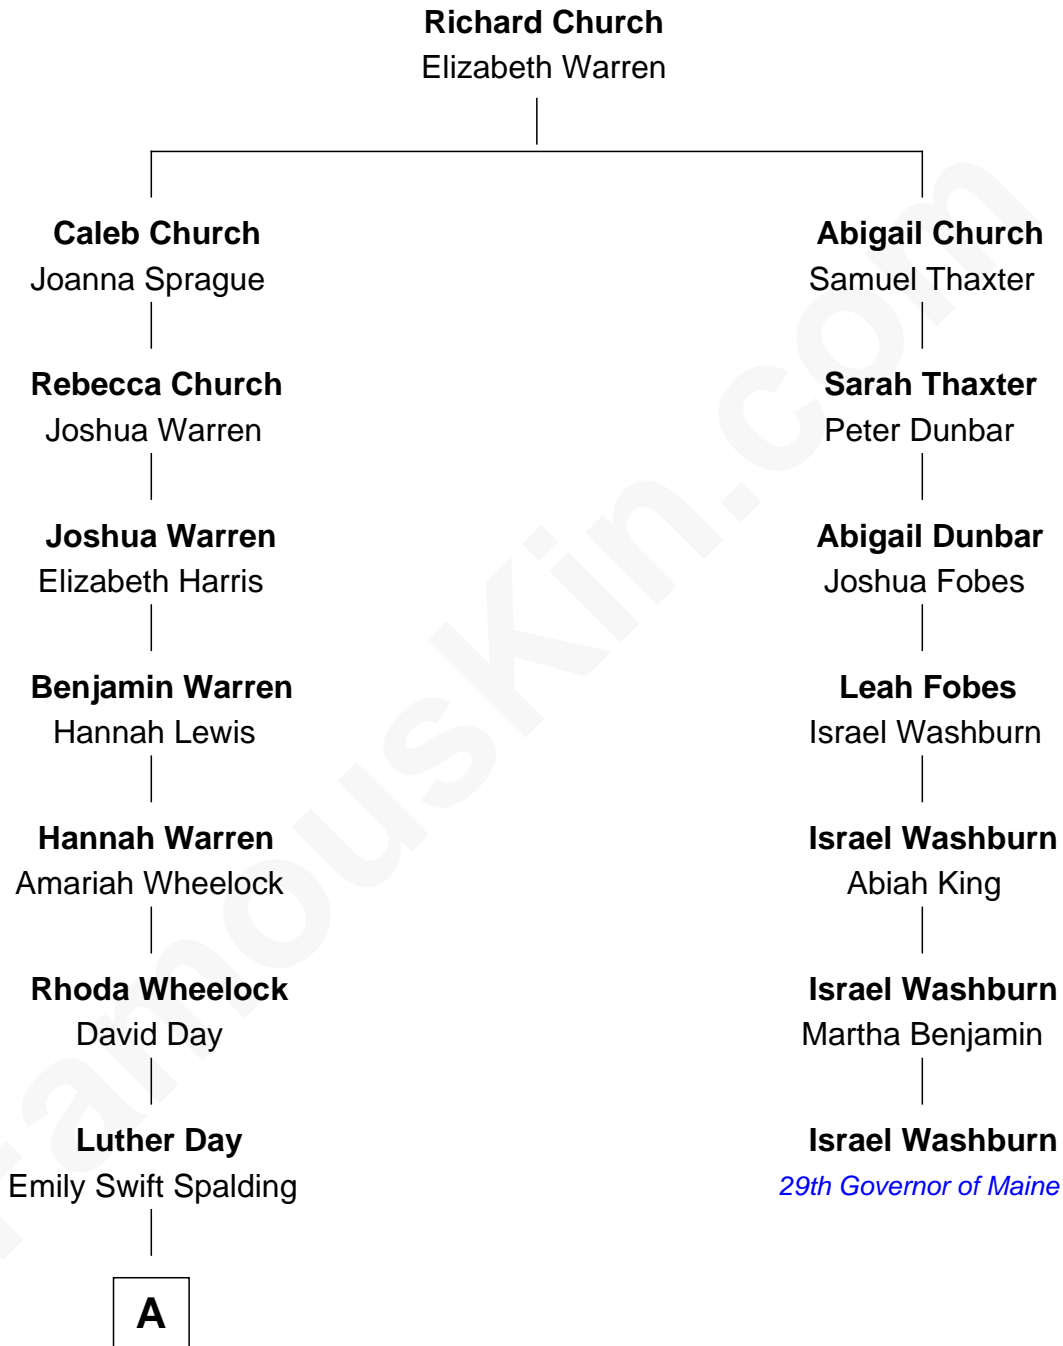 Richard Church
Elizabeth Warren
Caleb Church
Joanna Sprague
Abigail Church
Samuel Thaxter
Rebecca Church
Joshua Warren
Sarah Thaxter
Peter Dunbar
Joshua Warren
Elizabeth Harris
Abigail Dunbar
Joshua Fobes
Benjamin Warren
Hannah Lewis
Leah Fobes
Israel Washburn
Hannah Warren
Amariah Wheelock
Israel Washburn
Abiah King
Rhoda Wheelock
David Day
Israel Washburn
Martha Benjamin
Luther Day
Emily Swift Spalding
Israel Washburn
29th Governor of Maine
A
FamousKin.com